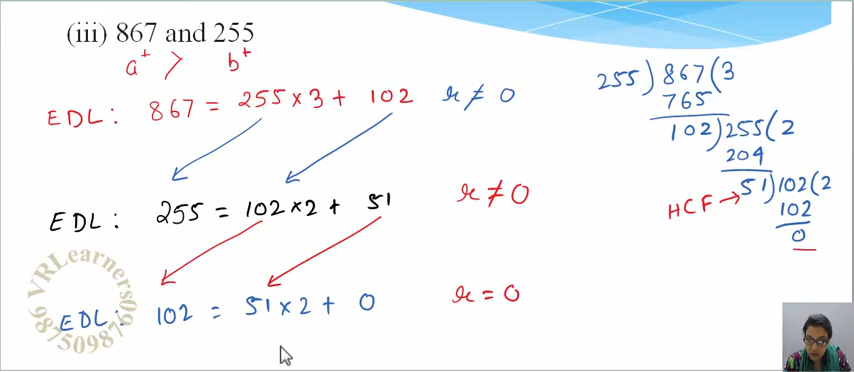 (iii) 867 and 255
a⁺ > b⁺
EDL: 867 = 255 × 3 + 102 r ≠ 0
EDL: 255 = 102 × 2 + 51 r ≠ 0
EDL: 102 = 51 × 2 + 0 r = 0
255) 867 (3
765
102) 255 (2
204
HCF → 51) 102 (2
102
0
VRLearners
9875098760